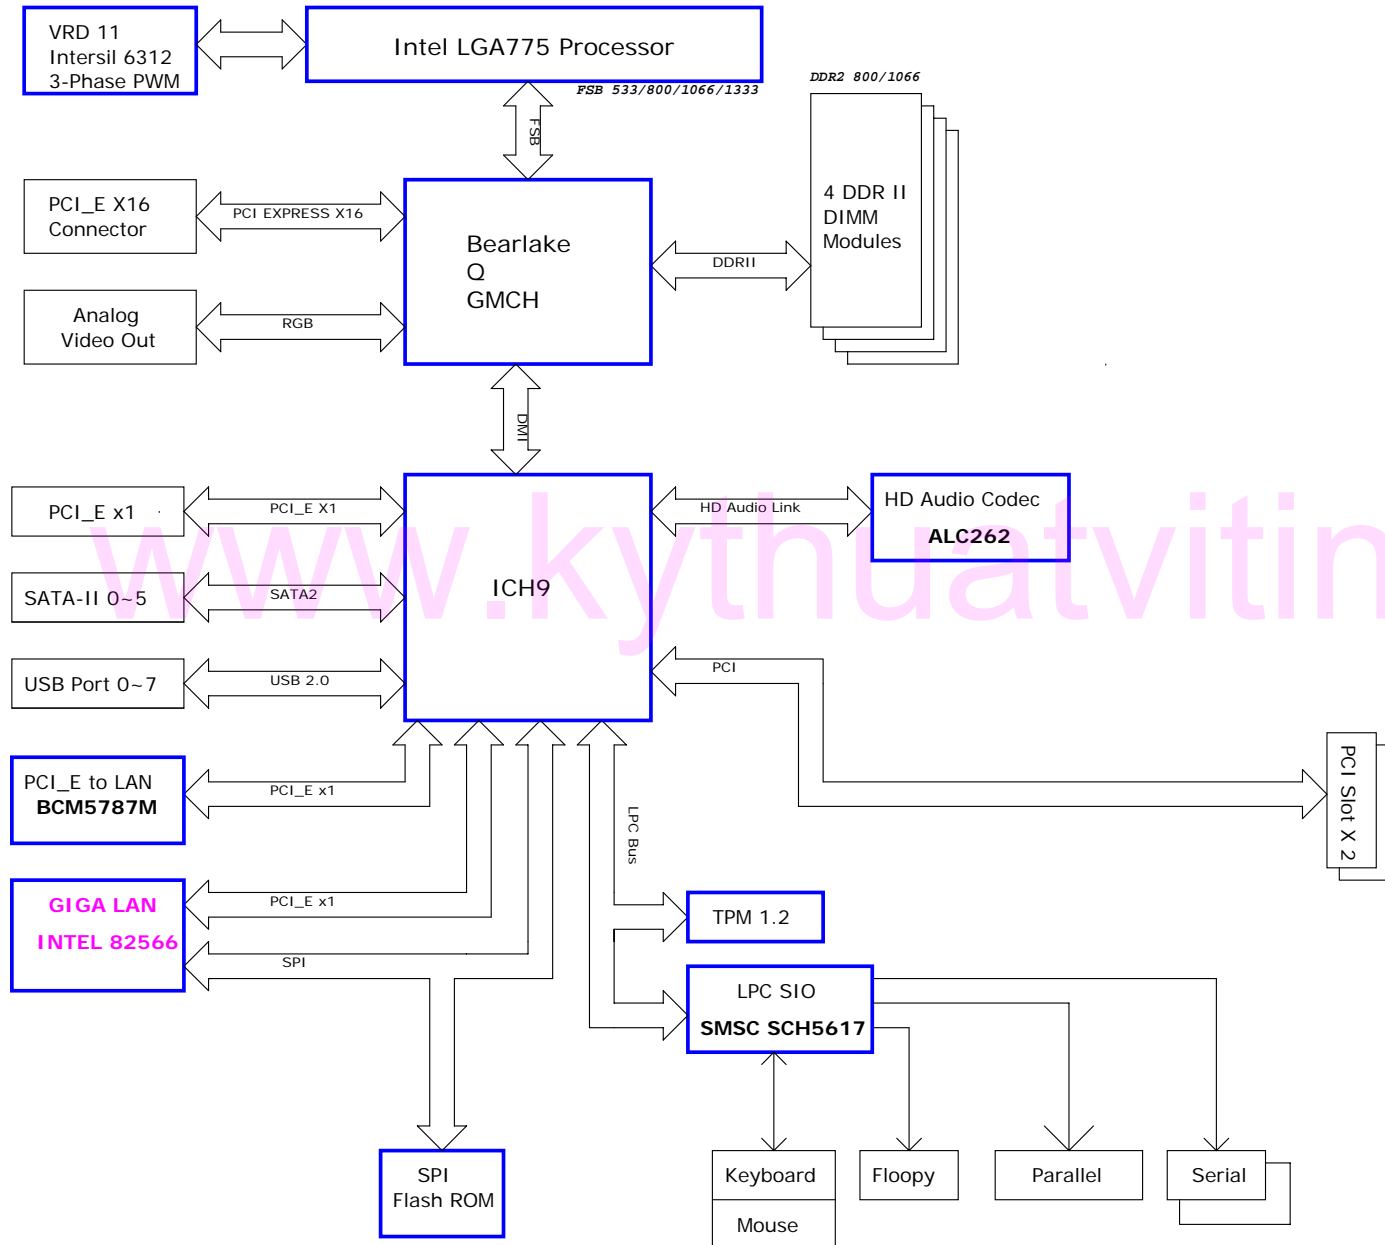 VRD 11
Intersil 6312
3-Phase PWM
Intel LGA775 Processor
FSB 533/800/1066/1333
DDR2 800/1066
FSB
PCI_E X16
Connector
PCI EXPRESS X16
Bearlake
Q
GMCH
DDRII
4 DDR II
DIMM
Modules
Analog
Video Out
RGB
DMI
PCI_E x1
PCI_E X1
HD Audio Link
HD Audio Codec
ALC262
www.kythuatvitin
SATA-II 0~5
SATA2
ICH9
USB Port 0~7
USB 2.0
PCI
PCI_E to LAN
BCM5787M
PCI_E x1
LPC Bus
PCI Slot X 2
GIGA LAN
INTEL 82566
PCI_E x1
SPI
TPM 1.2
LPC SIO
SMSC SCH5617
SPI
Flash ROM
Keyboard
Mouse
Floopy
Parallel
Serial